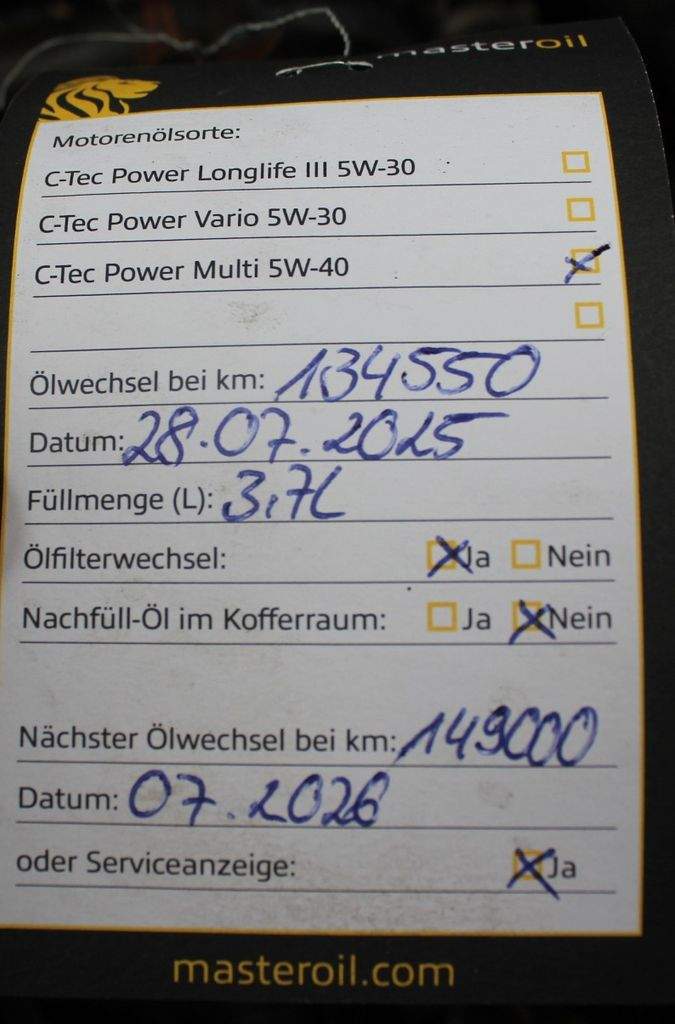 masteroil
Motorenölsorte:
C-Tec Power Longlife III 5W-30
C-Tec Power Vario 5W-30
C-Tec Power Multi 5W-40
Ölwechsel bei km: 134550
Datum: 28.07.2025
Füllmenge (L): 3,7L
Ölfilterwechsel: Ja Nein
Nachfüll-Öl im Kofferraum: Ja Nein
Nächster Ölwechsel bei km: 149000
Datum: 07.2026
oder Serviceanzeige: Ja
masteroil.com